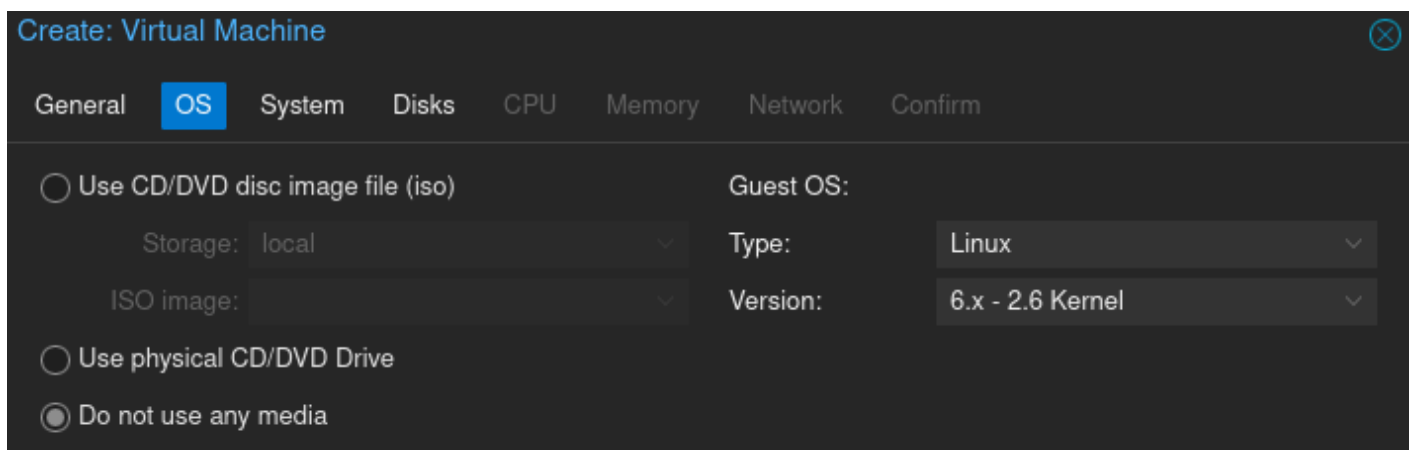 Create: Virtual Machine
General OS System Disks CPU Memory Network Confirm
Use CD/DVD disc image file (iso)
Storage: local
ISO image:
Use physical CD/DVD Drive
Do not use any media
Guest OS:
Type: Linux
Version: 6.x - 2.6 Kernel